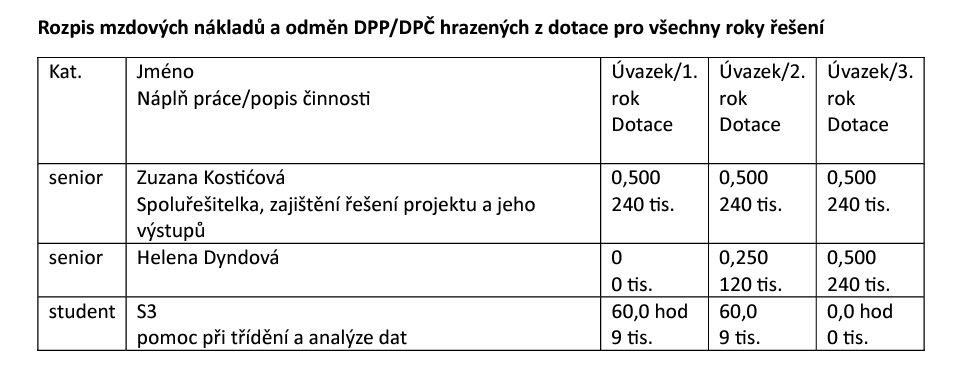 Rozpis mzdových nákladů a odměn DPP/DPČ hrazených z dotace pro všechny roky řešení
Kat. Jméno Úvazek/1. Úvazek/2. Úvazek/3.
Náplň práce/popis činnosti rok rok rok
Dotace Dotace Dotace
senior Zuzana Kostićová 0,500 0,500 0,500
Spoluřešitelka, zajištění řešení projektu a jeho 240 tis. 240 tis. 240 tis.
výstupů
senior Helena Dyndová 0 0,250 0,500
0 tis. 120 tis. 240 tis.
student S3 60,0 hod 60,0 0,0 hod
pomoc při třídění a analýze dat 9 tis. 9 tis. 0 tis.